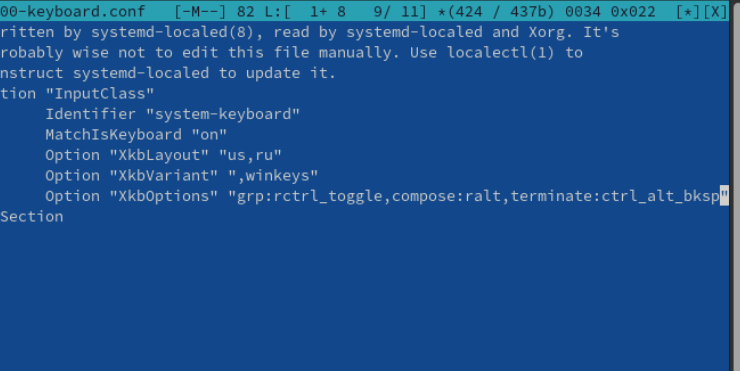 00-keyboard.conf [-M--] 82 L:[ 1+ 8 9/ 11] *(424 / 437b) 0034 0x022 [*][X]
ritten by systemd-localed(8), read by systemd-localed and Xorg. It's
robably wise not to edit this file manually. Use localectl(1) to
nstruct systemd-localed to update it.
tion "InputClass"
Identifier "system-keyboard"
MatchIsKeyboard "on"
Option "XkbLayout" "us,ru"
Option "XkbVariant" ",winkeys"
Option "XkbOptions" "grp:rctrl_toggle,compose:ralt,terminate:ctrl_alt_bksp"
Section